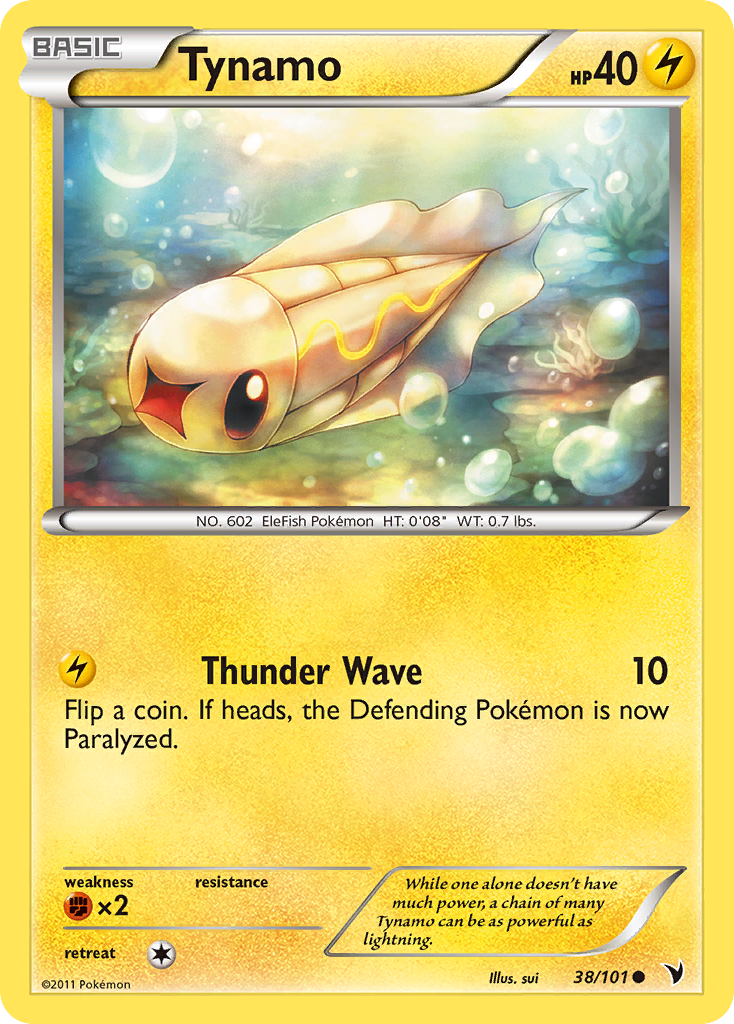 BASIC
Tynamo
HP40
NO. 602 EleFish Pokémon HT: 0'08" WT: 0.7 lbs.
Thunder Wave 10
Flip a coin. If heads, the Defending Pokémon is now
Paralyzed.
weakness resistance
×2
While one alone doesn't have
much power, a chain of many
Tynamo can be as powerful as
lightning.
retreat
©2011 Pokémon
Illus. sui 38/101